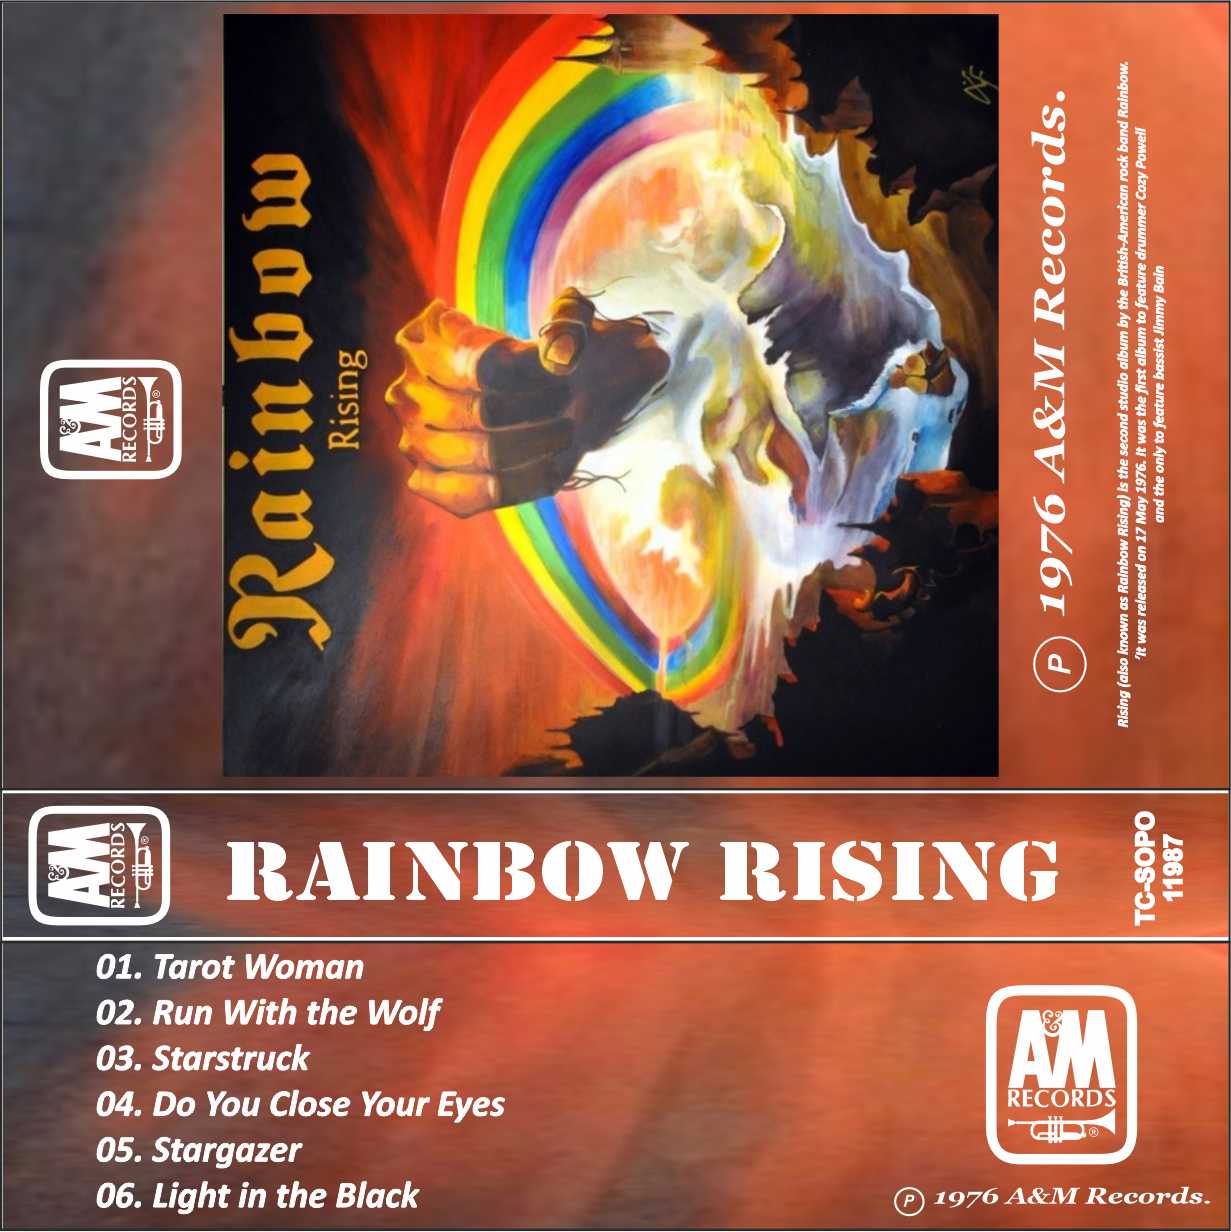 Rainbow
Rising
A&M
RECORDS
®
P 1976 A&M Records.
Rising (also known as Rainbow Rising) Is the second studio album by the British-American rock band Rainbow.
'It was released on 17 May 1976. It was the first album to feature drummer Cozy Powell
and the only to feature bassist Jimmy Bain
A&M
RECORDS
®
RAINBOW RISING
TC-SOPO
11987
01. Tarot Woman
02. Run With the Wolf
03. Starstruck
04. Do You Close Your Eyes
05. Stargazer
06. Light in the Black
A&M
RECORDS
®
P 1976 A&M Records.